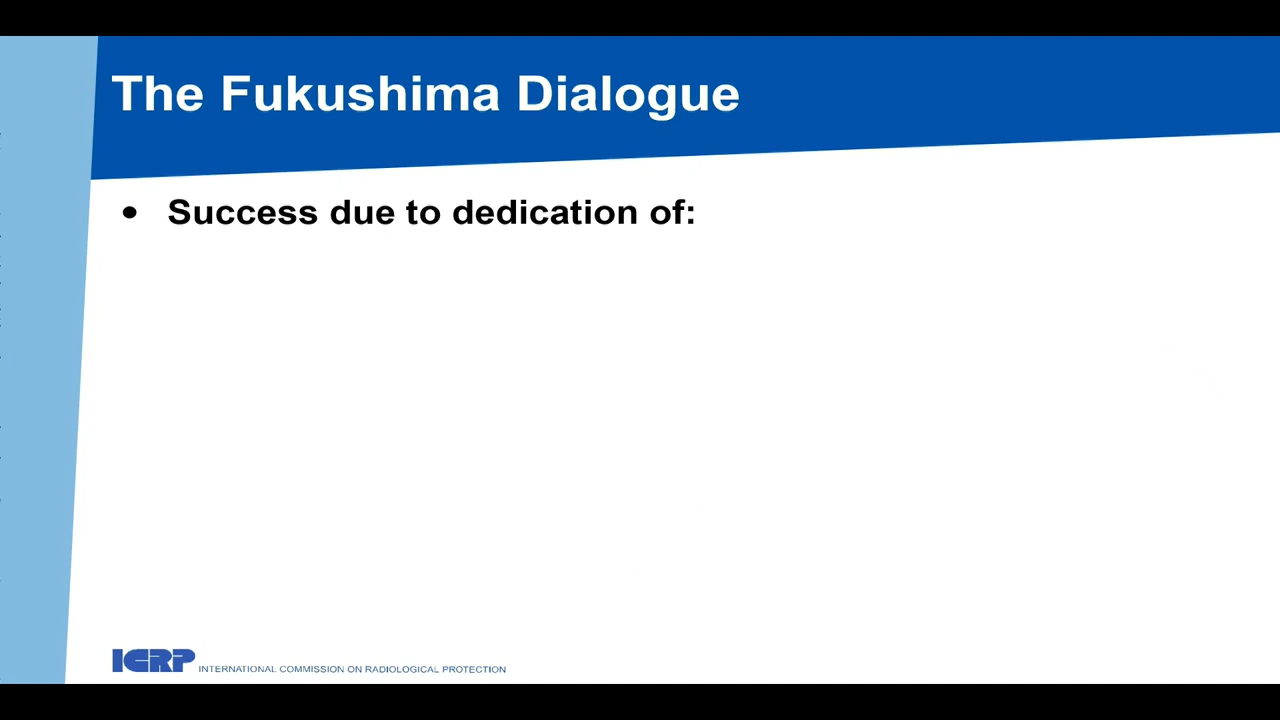 The Fukushima Dialogue
• Success due to dedication of:
ICRP INTERNATIONAL COMMISSION ON RADIOLOGICAL PROTECTION